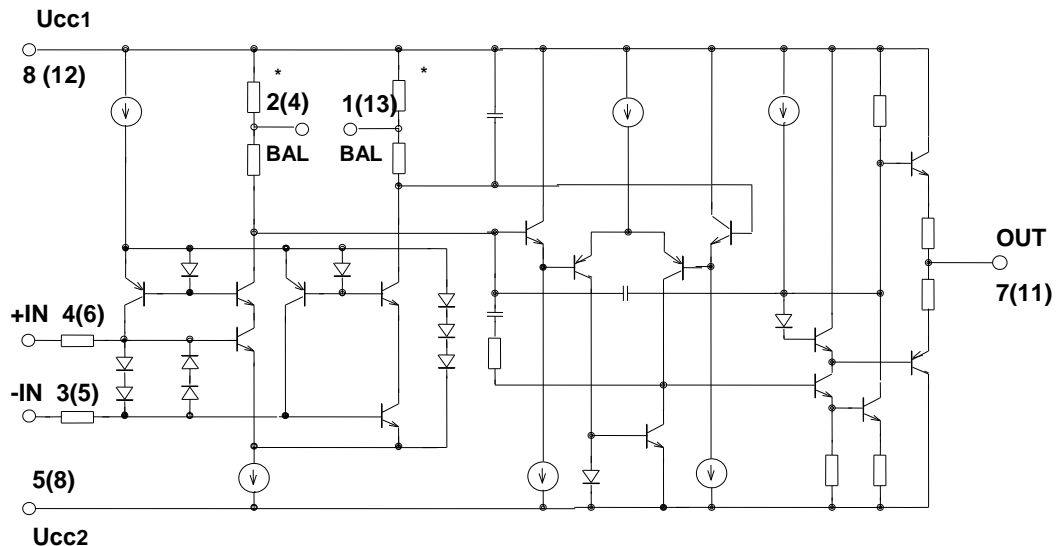 Ucc1
8 (12)
*
*
2(4)
1(13)
BAL
BAL
OUT
7(11)
+IN 4(6)
-IN 3(5)
5(8)
Ucc2